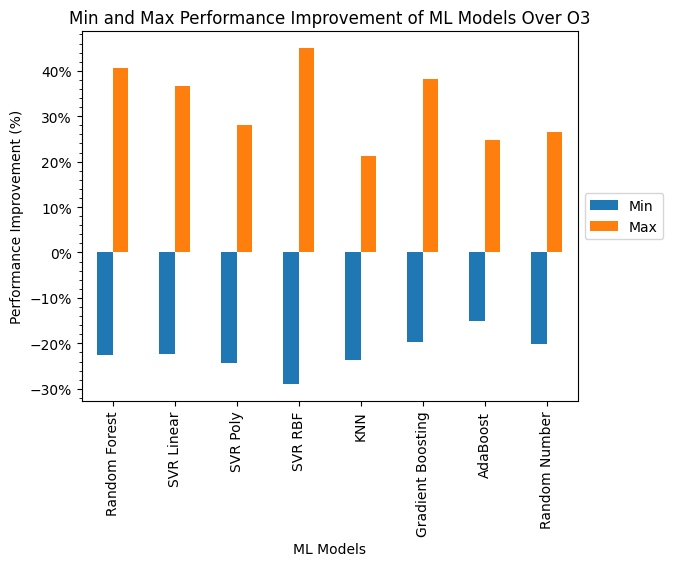 Min and Max Performance Improvement of ML Models Over O3
Performance Improvement (%)
40%
30%
20%
10%
0%
−10%
−20%
−30%
Min
Max
Random Forest
SVR Linear
SVR Poly
SVR RBF
KNN
Gradient Boosting
AdaBoost
Random Number
ML Models